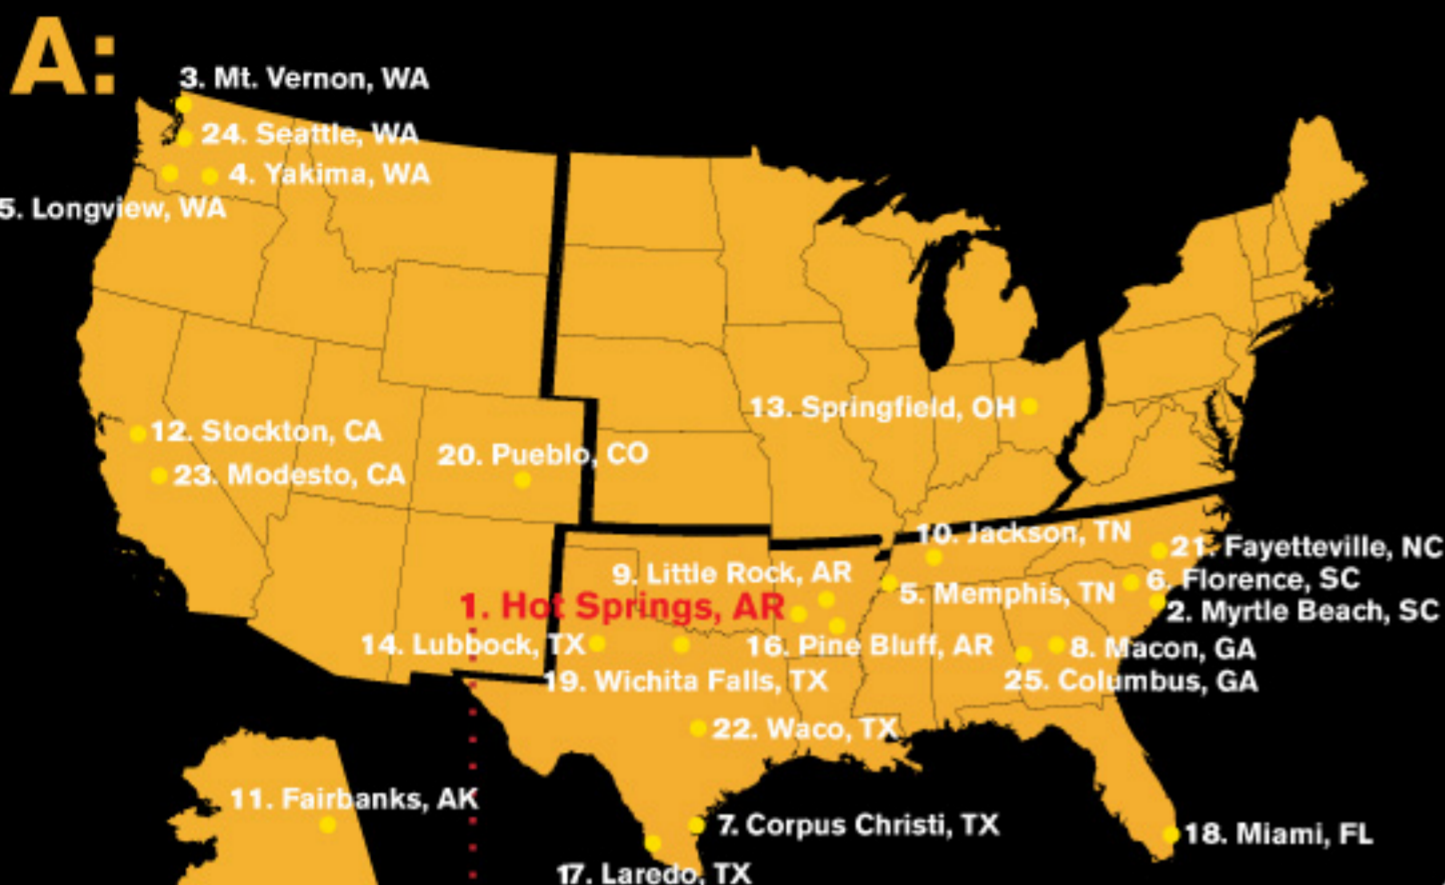 A:
3. Mt. Vernon, WA
24. Seattle, WA
4. Yakima, WA
5. Longview, WA
12. Stockton, CA
23. Modesto, CA
20. Pueblo, CO
13. Springfield, OH
10. Jackson, TN
21. Fayetteville, NC
9. Little Rock, AR
6. Florence, SC
5. Memphis, TN
1. Hot Springs, AR
2. Myrtle Beach, SC
14. Lubbock, TX
16. Pine Bluff, AR
8. Macon, GA
19. Wichita Falls, TX
25. Columbus, GA
22. Waco, TX
11. Fairbanks, AK
7. Corpus Christi, TX
18. Miami, FL
17. Laredo, TX